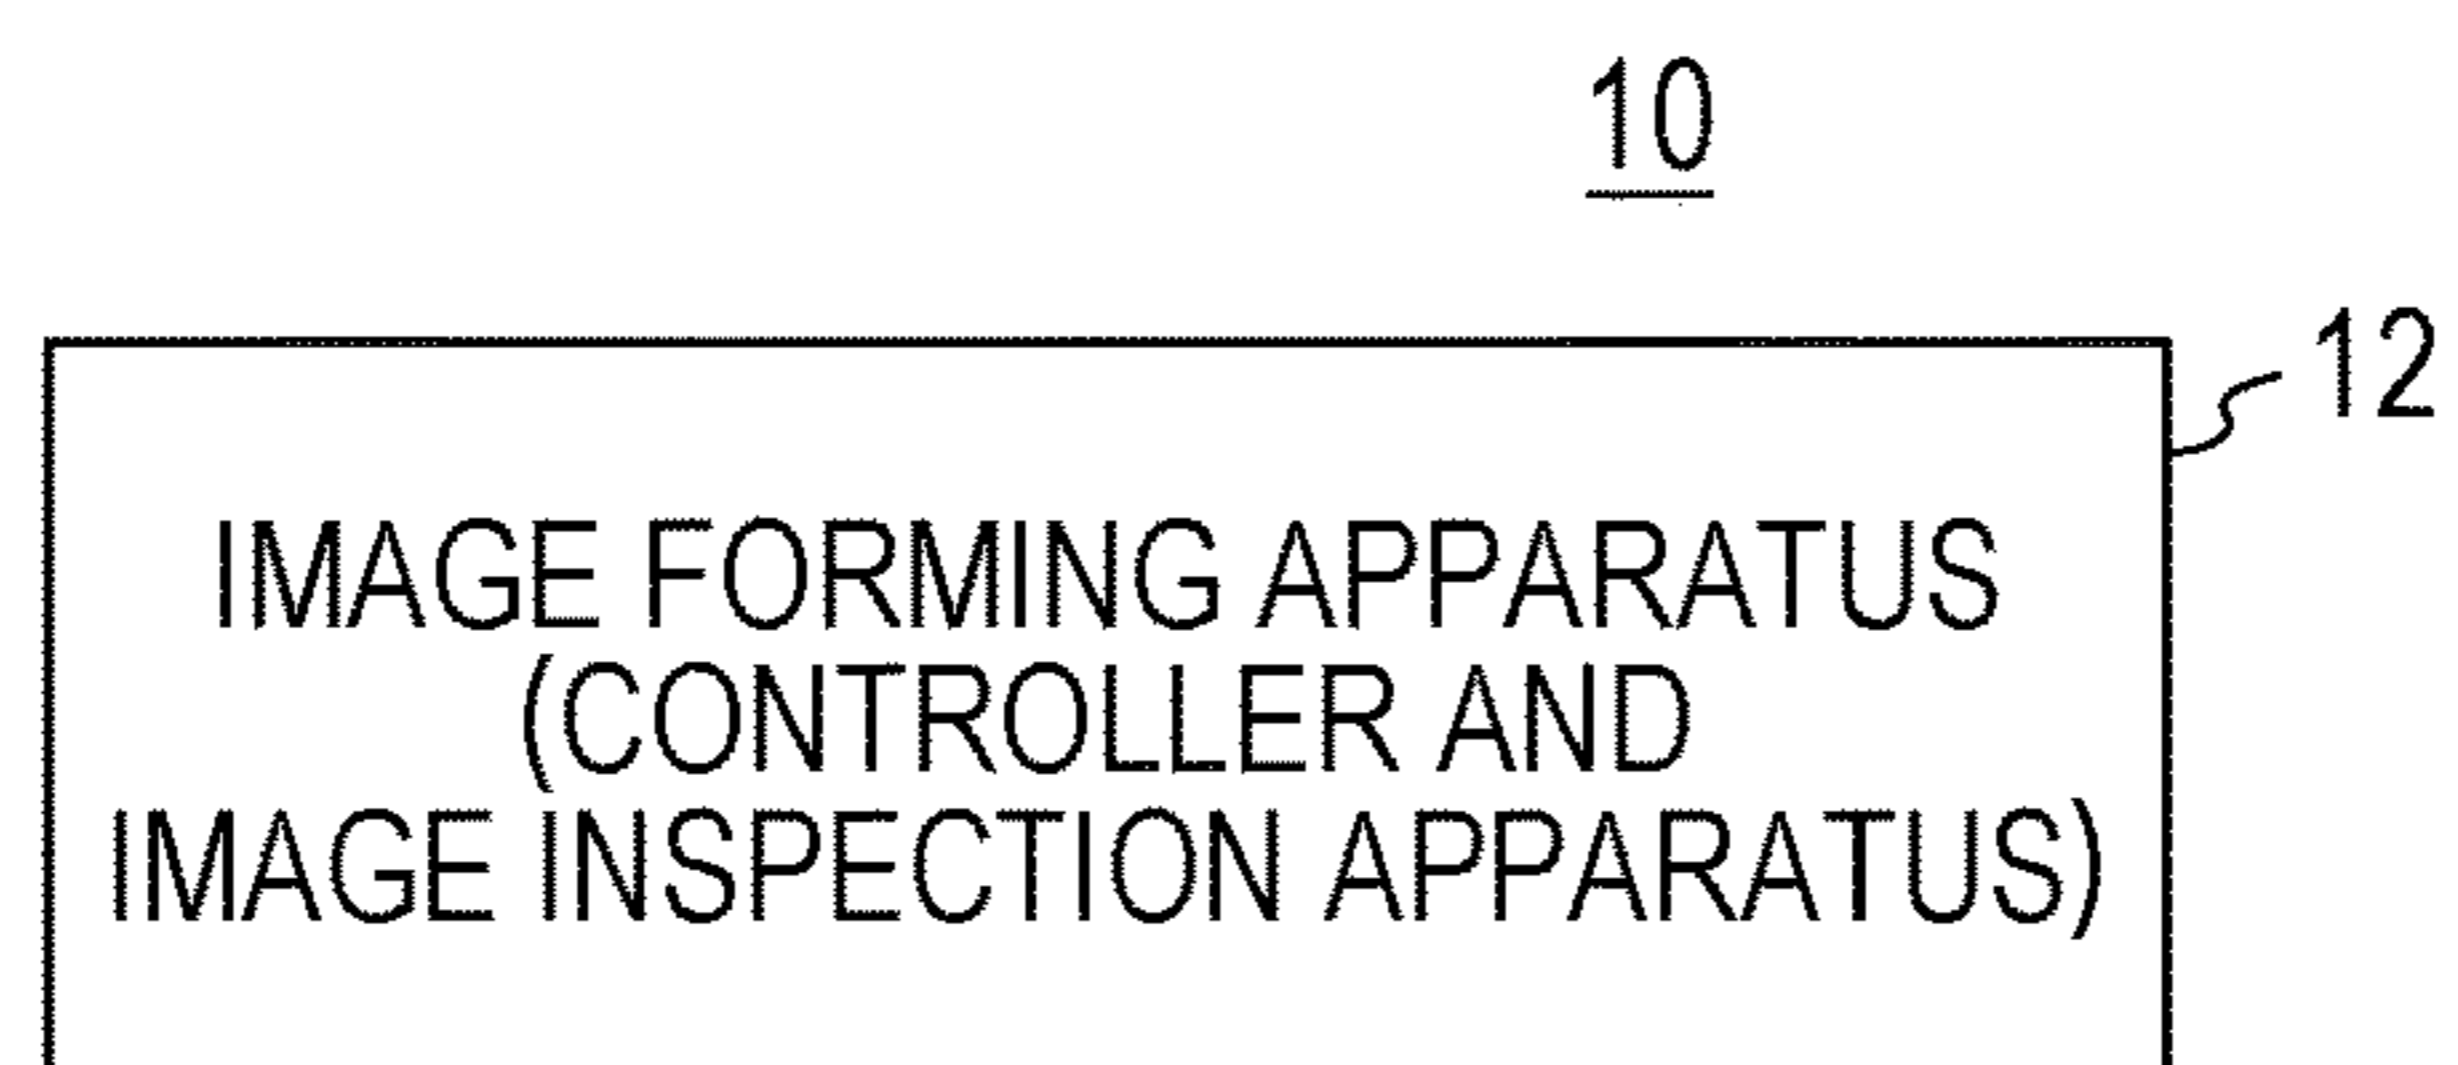 10
12
IMAGE FORMING APPARATUS
(CONTROLLER AND
IMAGE INSPECTION APPARATUS)